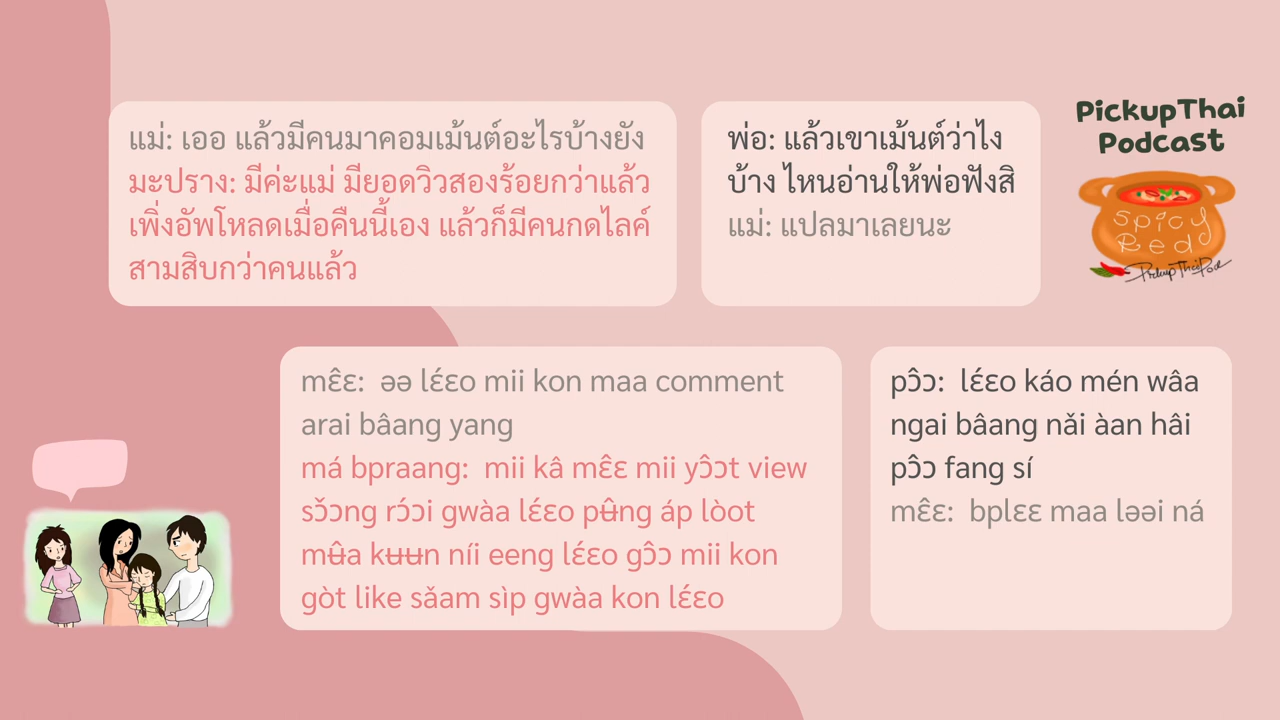 แม่: เออ แล้วมีคนมาคอมเม้นต์อะไรบ้างยัง
มะปราง: มีค่ะแม่ มียอดวิวสองร้อยกว่าแล้ว
เพิ่งอัพโหลดเมื่อคืนนี้เอง แล้วก็มีคนกดไลค์
สามสิบกว่าคนแล้ว
พ่อ: แล้วเขาเม้นต์ว่าไง
บ้าง ไหนอ่านให้พ่อฟังสิ
แม่: แปลมาเลยนะ
PickupThai
Podcast
Spicy
Red
PickupThaiPod
mɛ̂ɛ:  əə lɛ́ɛo mii kon maa comment
arai bâang yang
má bpraang:  mii kâ mɛ̂ɛ mii yɔ̂ɔt view
sɔ̌ɔng rɔ́ɔi gwàa lɛ́ɛo pʉ̂ng áp lòot
mʉ̂a kʉʉn níi eeng lɛ́ɛo gɔ̂ɔ mii kon
gòt like sǎam sìp gwàa kon lɛ́ɛo
pɔ̂ɔ:  lɛ́ɛo káo mén wâa
ngai bâang nǎi àan hâi
pɔ̂ɔ fang sí
mɛ̂ɛ:  bplɛɛ maa ləəi ná